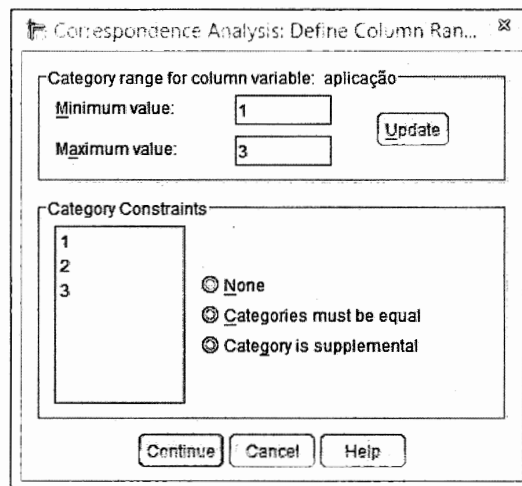 Correspondence Analysis: Define Column Ran...
Category range for column variable: aplicação
Minimum value: 1
Update
Maximum value: 3
Category Constraints
1
2
3
None
Categories must be equal
Category is supplemental
Continue Cancel Help